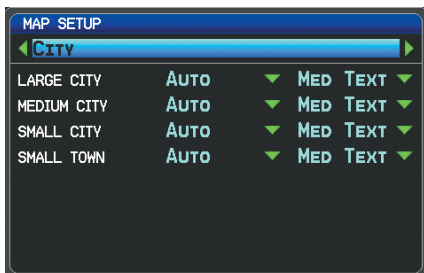 MAP SETUP
CITY
LARGE CITY AUTO MED TEXT
MEDIUM CITY AUTO MED TEXT
SMALL CITY AUTO MED TEXT
SMALL TOWN AUTO MED TEXT